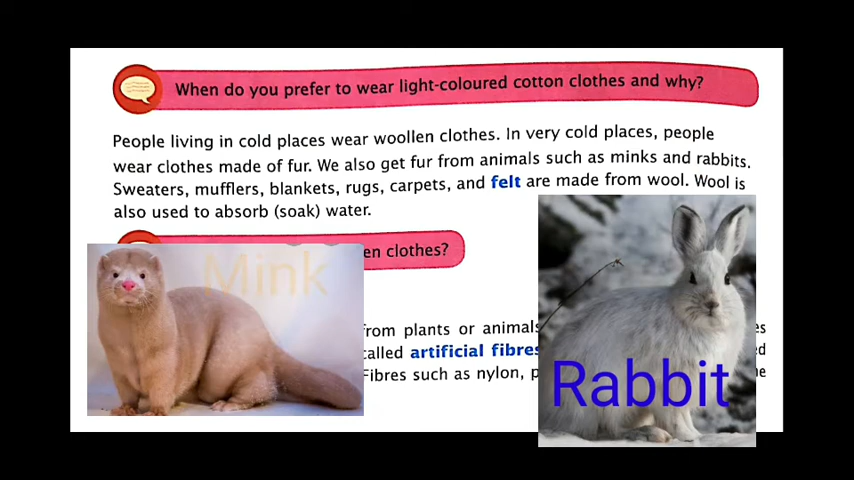 When do you prefer to wear light-coloured cotton clothes and why?
People living in cold places wear woollen clothes. In very cold places, people
wear clothes made of fur. We also get fur from animals such as minks and rabbits.
Sweaters, mufflers, blankets, rugs, carpets, and felt are made from wool. Wool is
also used to absorb (soak) water.
clothes?
Mink
from plants or animals
called artificial fibres
Fibres such as nylon,
Rabbit